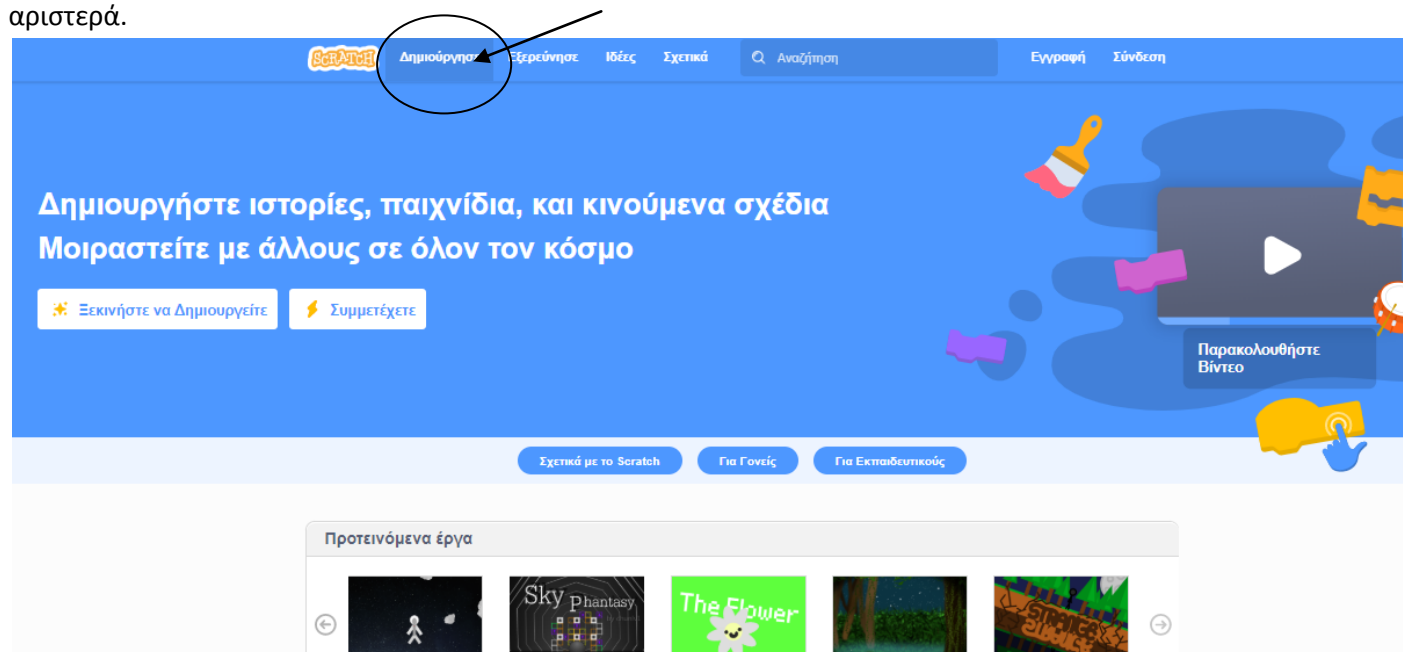 αριστερά.
SCRATCH Δημιούργησε Εξερεύνησε Ιδέες Σχετικά Αναζήτηση Εγγραφή Σύνδεση
Δημιουργήστε ιστορίες, παιχνίδια, και κινούμενα σχέδια
Μοιραστείτε με άλλους σε όλον τον κόσμο
Ξεκινήστε να Δημιουργείτε Συμμετέχετε
Παρακολουθήστε
Βίντεο
Σχετικά με το Scratch Για Γονείς Για Εκπαιδευτικούς
Προτεινόμενα έργα
Sky Phantasy
The Flower
STRANGE